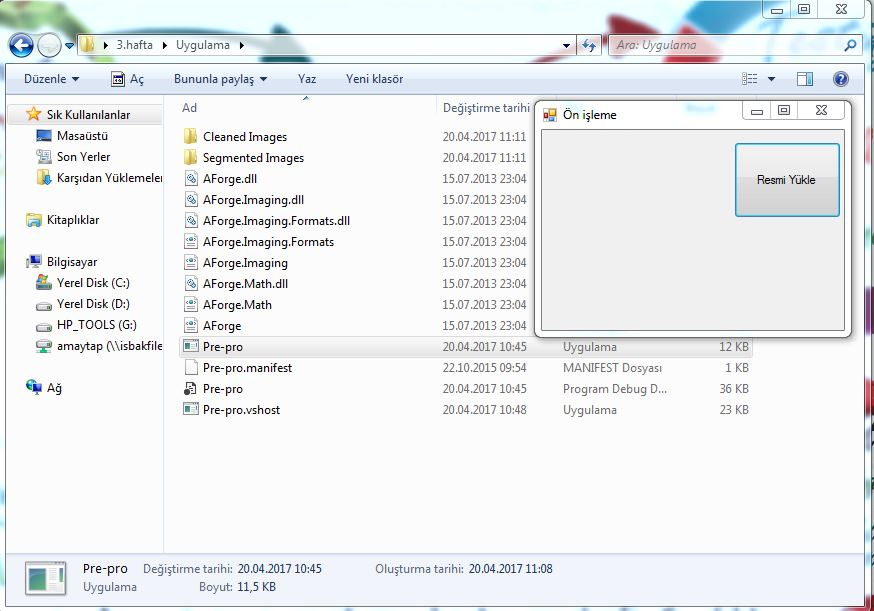 3.hafta Uygulama
Ara: Uygulama
Düzenle Aç Bununla paylaş Yaz Yeni klasör
Sık Kullanılanlar
Masaüstü
Son Yerler
Karşıdan Yüklemeler
Kitaplıklar
Bilgisayar
Yerel Disk (C:)
Yerel Disk (D:)
HP_TOOLS (G:)
amaytap (\\isbakfile
Ağ
Ad Değiştirme tarihi
Cleaned Images 20.04.2017 11:11
Segmented Images 20.04.2017 11:11
AForge.dll 15.07.2013 23:04
AForge.Imaging.dll 15.07.2013 23:04
AForge.Imaging.Formats.dll 15.07.2013 23:04
AForge.Imaging.Formats 15.07.2013 23:04
AForge.Imaging 15.07.2013 23:04
AForge.Math.dll 15.07.2013 23:04
AForge.Math 15.07.2013 23:04
AForge 15.07.2013 23:04
Pre-pro 20.04.2017 10:45 Uygulama 12 KB
Pre-pro.manifest 22.10.2015 09:54 MANIFEST Dosyası 1 KB
Pre-pro 20.04.2017 10:45 Program Debug D... 36 KB
Pre-pro.vshost 20.04.2017 10:48 Uygulama 23 KB
Ön işleme
Resmi Yükle
Pre-pro Değiştirme tarihi: 20.04.2017 10:45 Oluşturma tarihi: 20.04.2017 11:08
Uygulama Boyut: 11,5 KB